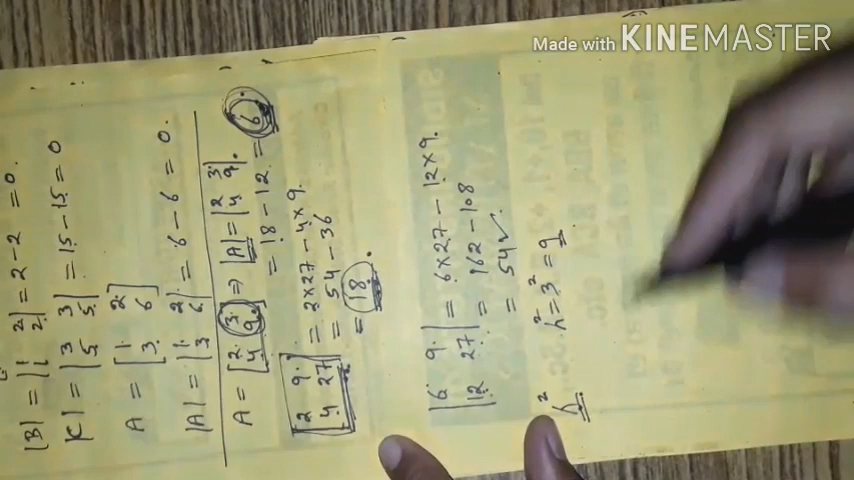 Made with KINEMASTER
|B| = |1 2 2| = 2 - 2 = 0.
|C| = |3 3 5 5| = 15 - 15 = 0
A = [1 2 3 6]
|A| = |1 2 3 6| = 6 - 6 = 0.
A = [2 3 4 9] ⇒ |A| = |2 3 4 9|.
= 18 - 12 = 6
|2 9 4 27| = 2×27 - 4×9.
= 54 - 36
= 18.
|6 9 12 27| = 6×27 - 12×9.
= 162 - 108
= 54 ✓
λ² λ² = 3² = 9